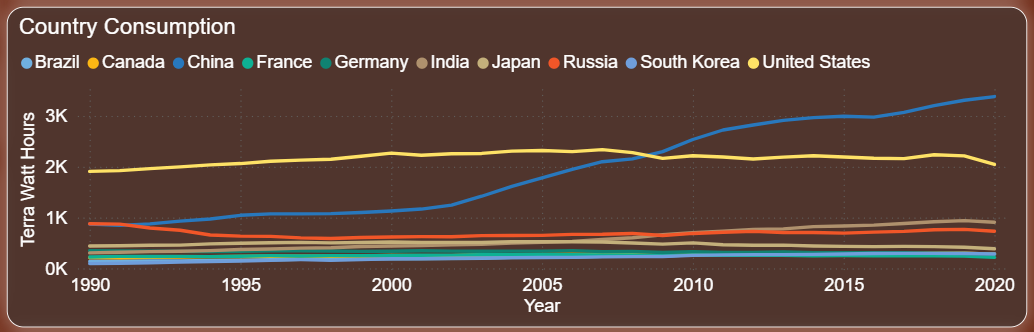 Country Consumption
Brazil Canada China France Germany India Japan Russia South Korea United States
Terra Watt Hours
3K
2K
1K
0K
1990 1995 2000 2005 2010 2015 2020
Year